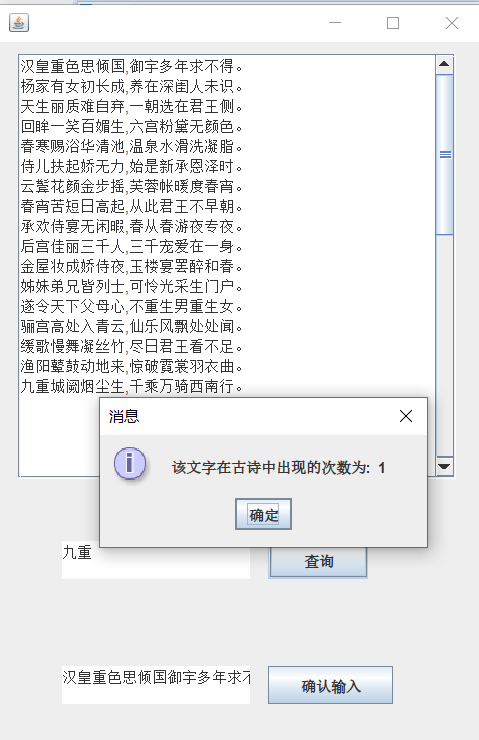 汉皇重色思倾国,御宇多年求不得。
杨家有女初长成,养在深闺人未识。
天生丽质难自弃,一朝选在君王侧。
回眸一笑百媚生,六宫粉黛无颜色。
春寒赐浴华清池,温泉水滑洗凝脂。
侍儿扶起娇无力,始是新承恩泽时。
云鬓花颜金步摇,芙蓉帐暖度春宵。
春宵苦短日高起,从此君王不早朝。
承欢侍宴无闲暇,春从春游夜专夜。
后宫佳丽三千人,三千宠爱在一身。
金屋妆成娇侍夜,玉楼宴罢醉和春。
姊妹弟兄皆列士,可怜光采生门户。
遂令天下父母心,不重生男重生女。
骊宫高处入青云,仙乐风飘处处闻。
缓歌慢舞凝丝竹,尽日君王看不足。
渔阳鼙鼓动地来,惊破霓裳羽衣曲。
九重城阙烟尘生,千乘万骑西南行。
消息
该文字在古诗中出现的次数为: 1
确定
九重
查询
汉皇重色思倾国御宇多年求不
确认输入